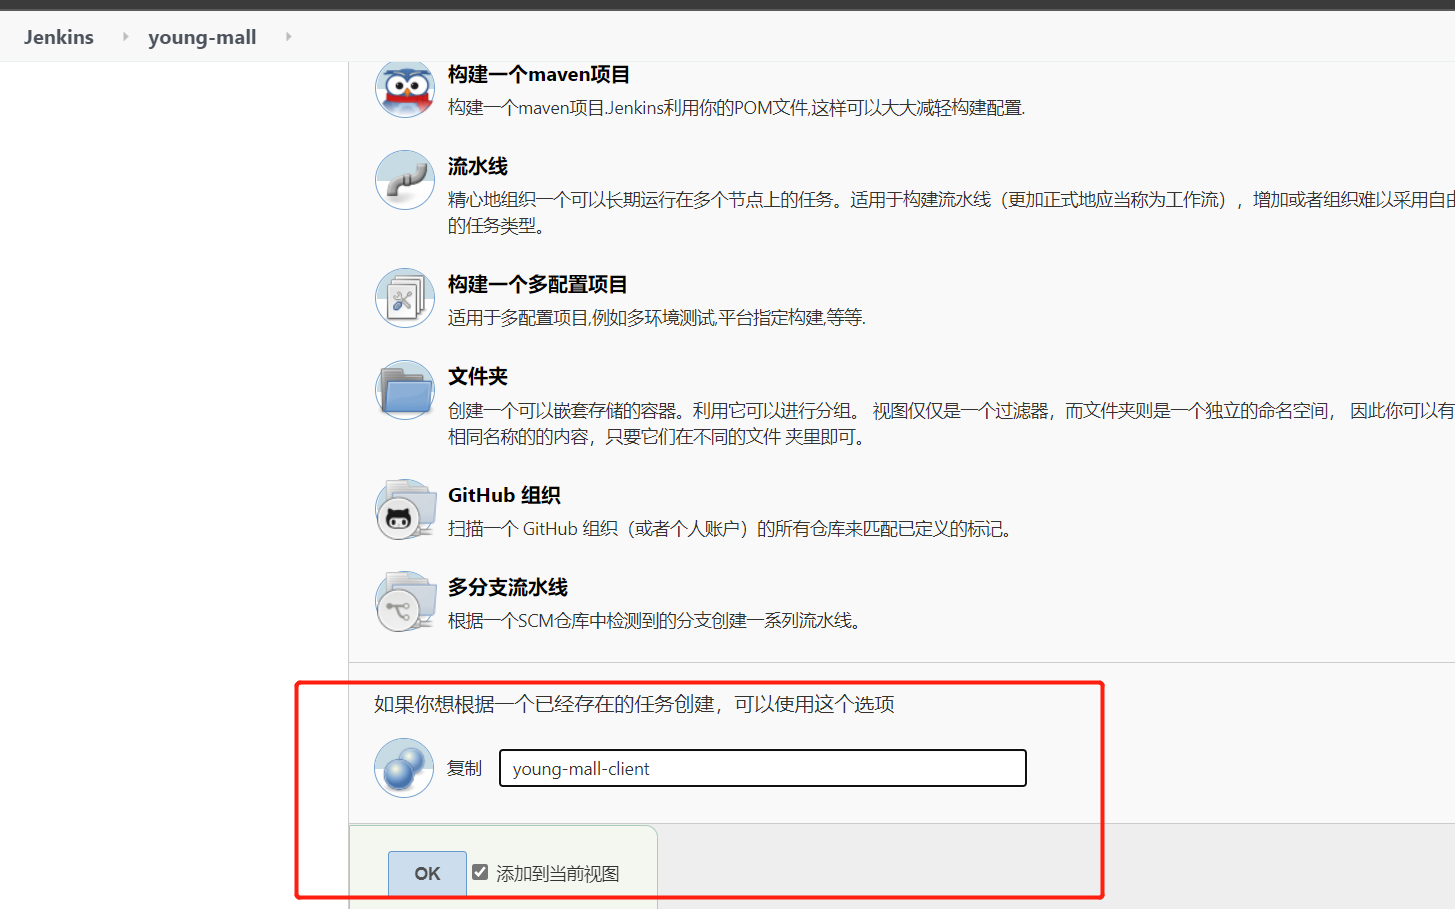 Jenkins
young-mall
构建一个maven项目
构建一个maven项目.Jenkins利用你的POM文件,这样可以大大减轻构建配置.
流水线
精心地组织一个可以长期运行在多个节点上的任务。适用于构建流水线（更加正式地应当称为工作流），增加或者组织难以采用自由
的任务类型。
构建一个多配置项目
适用于多配置项目,例如多环境测试,平台指定构建,等等.
文件夹
创建一个可以嵌套存储的容器。利用它可以进行分组。 视图仅仅是一个过滤器，而文件夹则是一个独立的命名空间， 因此你可以有
相同名称的的内容，只要它们在不同的文件 夹里即可。
GitHub 组织
扫描一个 GitHub 组织（或者个人账户）的所有仓库来匹配已定义的标记。
多分支流水线
根据一个SCM仓库中检测到的分支创建一系列流水线。
如果你想根据一个已经存在的任务创建，可以使用这个选项
复制
young-mall-client
OK
添加到当前视图